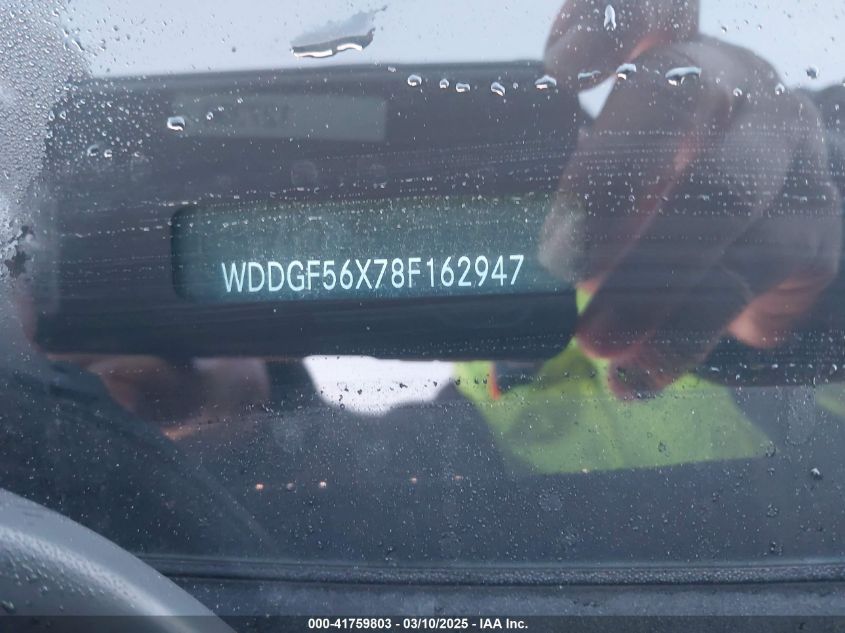 WDDGF56X78F162947
000-41759803 - 03/10/2025 - IAA Inc.